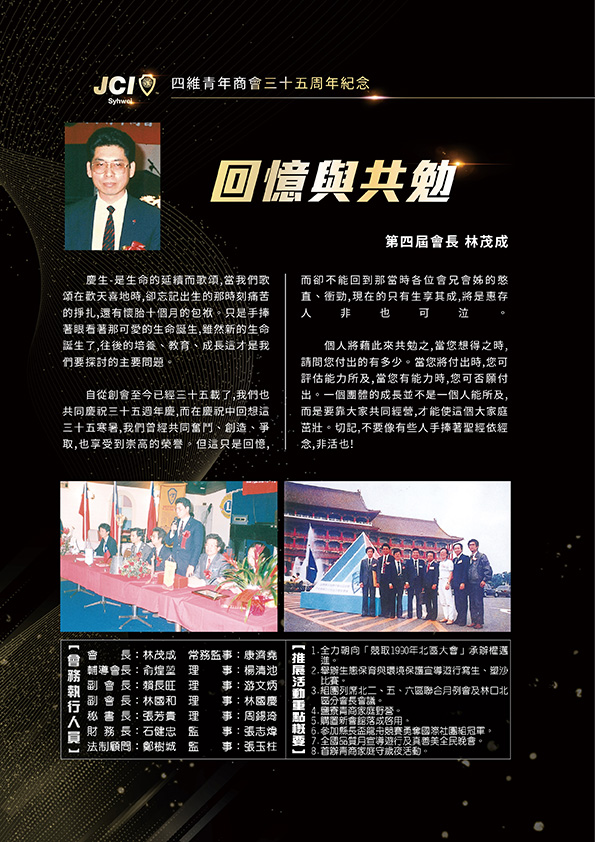 JCI
Syhwei
四維青年商會三十五周年紀念
回憶與共勉
第四屆會長 林茂成
慶生-是生命的延續而歌頌,當我們歌
頌在歡天喜地時,卻忘記出生的那時刻痛苦
的掙扎,還有懷胎十個月的包袱。只是手捧
著眼看著那可愛的生命誕生,雖然新的生命
誕生了,往後的培養、教育、成長這才是我
們要探討的主要問題。
自從創會至今已經三十五載了,我們也
共同慶祝三十五週年慶,而在慶祝中回想這
三十五寒暑,我們曾經共同奮鬥、創造、爭
取,也享受到崇高的榮譽。但這只是回憶,
而卻不能回到那當時各位會兄會姊的憨
直、衝勁,現在的只有生享其成,將是惠存
人非也可泣。
個人將藉此來共勉之,當您想得之時,
請問您付出的有多少。當您將付出時,您可
評估能力所及,當您有能力時,您可否願付
出。一個團體的成長並不是一個人能所及,
而是要靠大家共同經營,才能使這個大家庭
茁壯。切記,不要像有些人手捧著聖經依經
念,非活也!
【會務執行人員】
會長：林茂成 常務監事：康濟堯
輔導會長：俞煌堃 理事：楊清池
副會長：賴長旺 理事：游文炳
副會長：林國和 理事：林國慶
秘書長：張芳貴 理事：周錫淦
財務長：石健忠 監事：張志煒
法制顧問：鄭樹城 監事：張玉柱
【推展活動重點概要】
1.全力朝向「競取1990年北區大會」承辦權邁
進。
2.舉辦生態保育與環境保護宣導遊行寫生、塑沙
比賽。
3.組團列席北二、五、六區聯合月例會及林口北
區分會長會議。
4.鹽寮青商家庭野營。
5.購置新會館落成啓用。
6.參加縣長盃龍舟競賽勇奪國際社團組冠軍。
7.全國品質月宣導遊行及真善美全民晚會。
8.首辦青商家庭守歲夜活動。